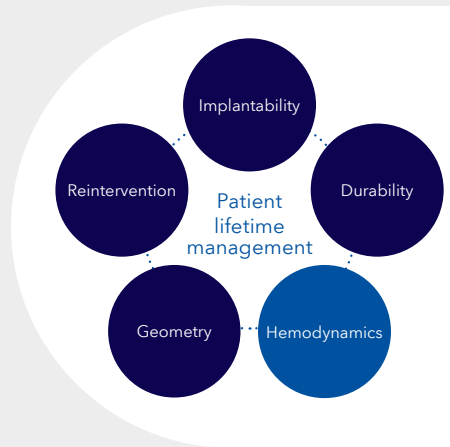 Implantability
Reintervention
Durability
Patient
lifetime
management
Geometry
Hemodynamics